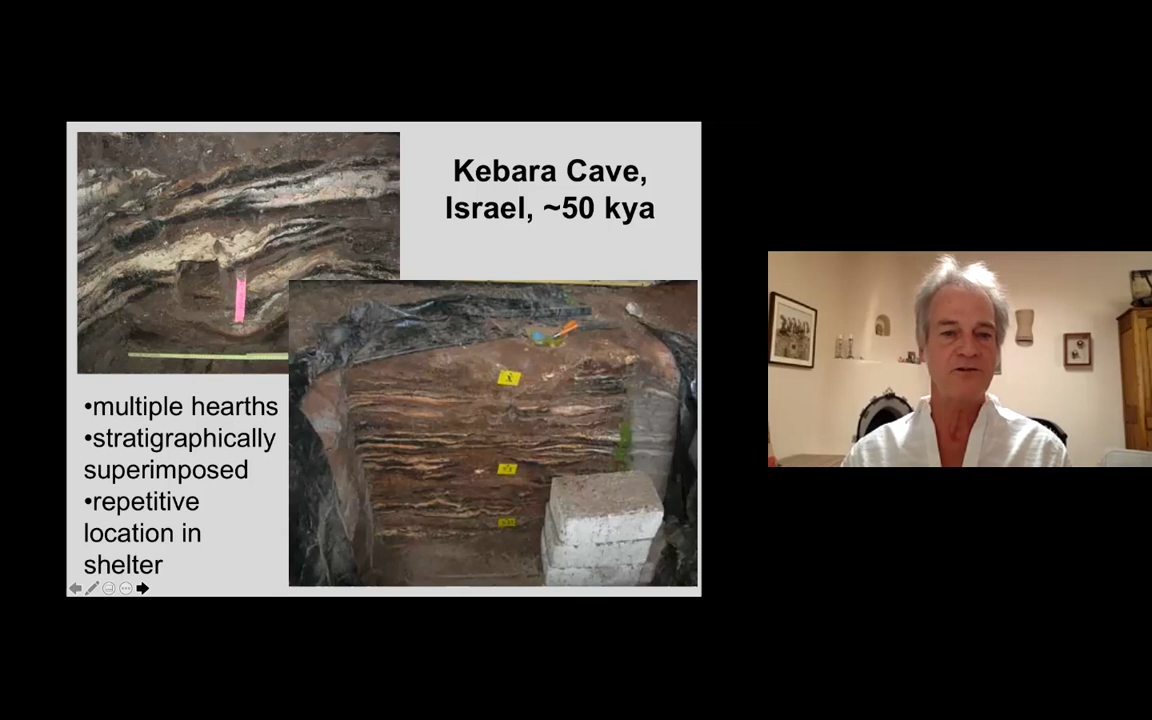 Kebara Cave,
Israel, ~50 kya
•multiple hearths
•stratigraphically
superimposed
•repetitive
location in
shelter